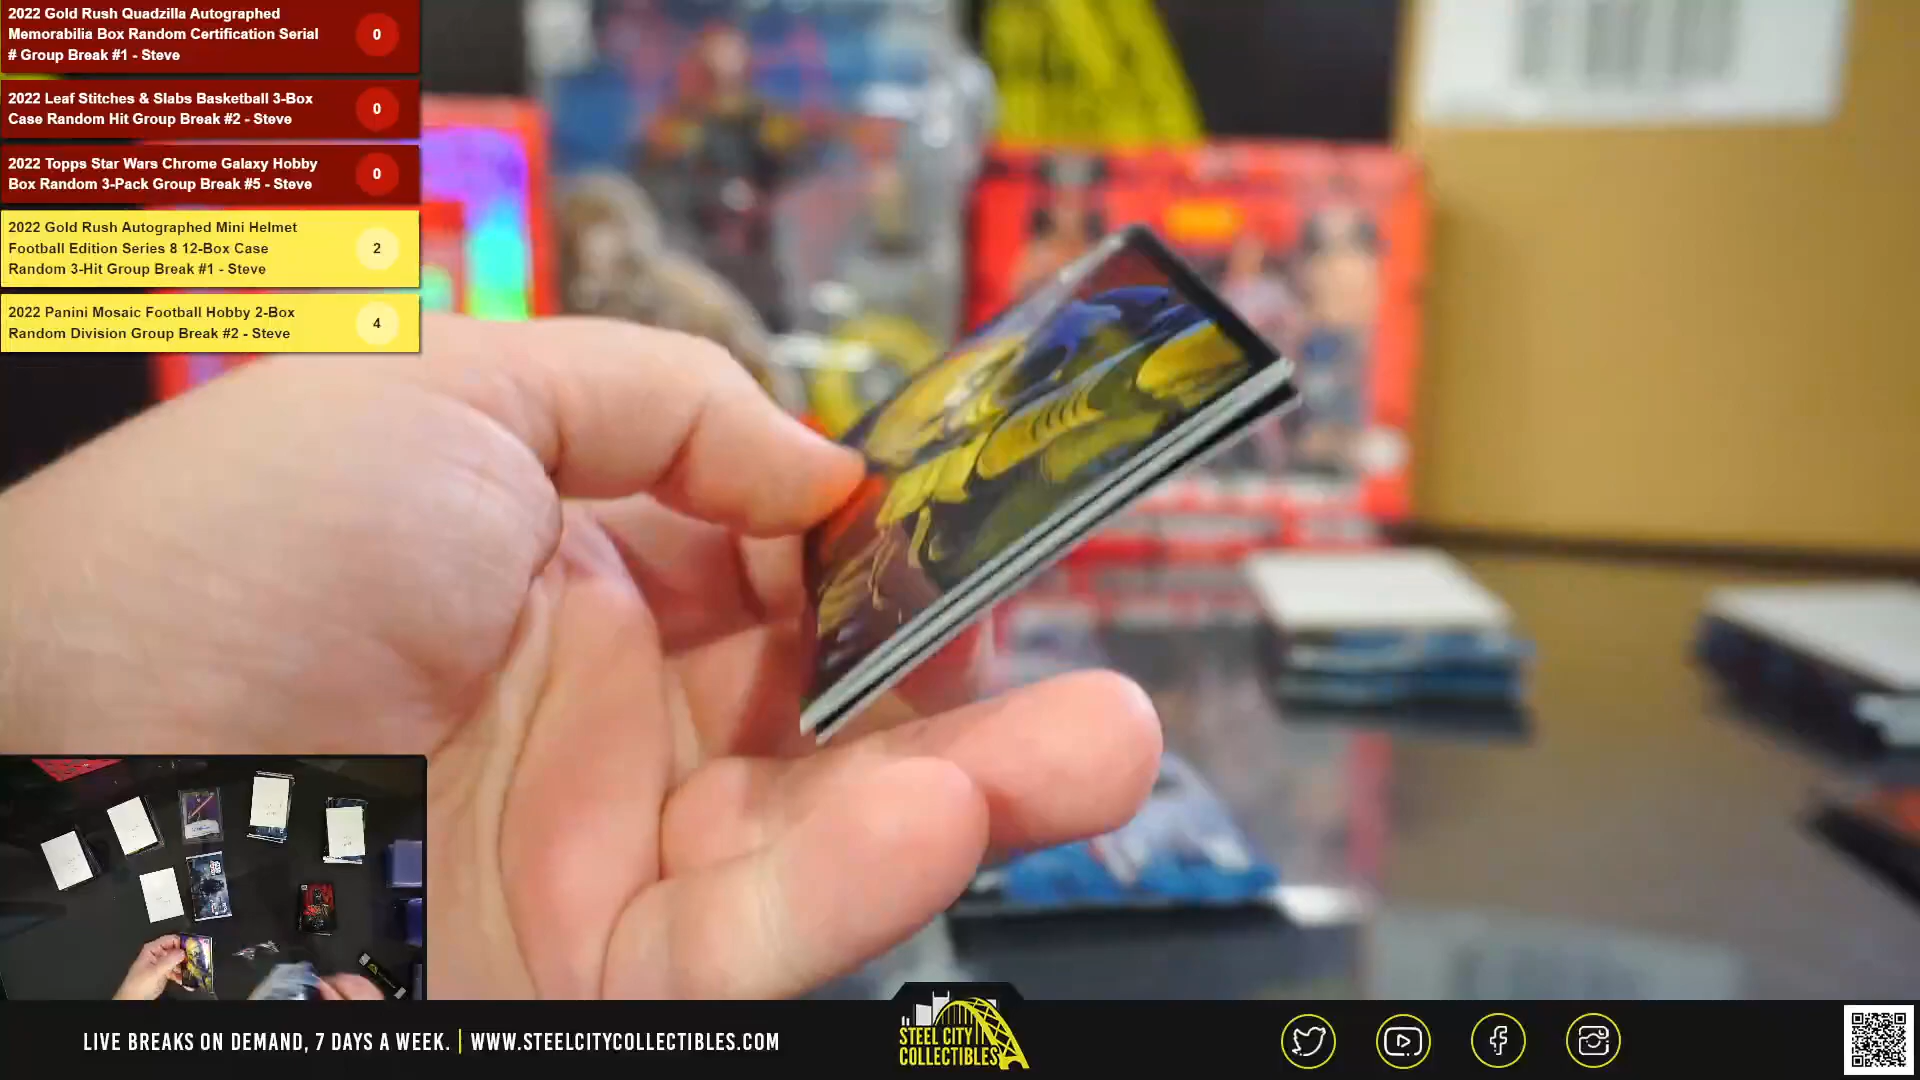 2022 Gold Rush Quadzilla Autographed
Memorabilia Box Random Certification Serial
# Group Break #1 - Steve
0
2022 Leaf Stitches & Slabs Basketball 3-Box
Case Random Hit Group Break #2 - Steve
0
2022 Topps Star Wars Chrome Galaxy Hobby
Box Random 3-Pack Group Break #5 - Steve
0
2022 Gold Rush Autographed Mini Helmet
Football Edition Series 8 12-Box Case
Random 3-Hit Group Break #1 - Steve
2
2022 Panini Mosaic Football Hobby 2-Box
Random Division Group Break #2 - Steve
4
LIVE BREAKS ON DEMAND, 7 DAYS A WEEK. | WWW.STEELCITYCOLLECTIBLES.COM
STEEL CITY
COLLECTIBLES